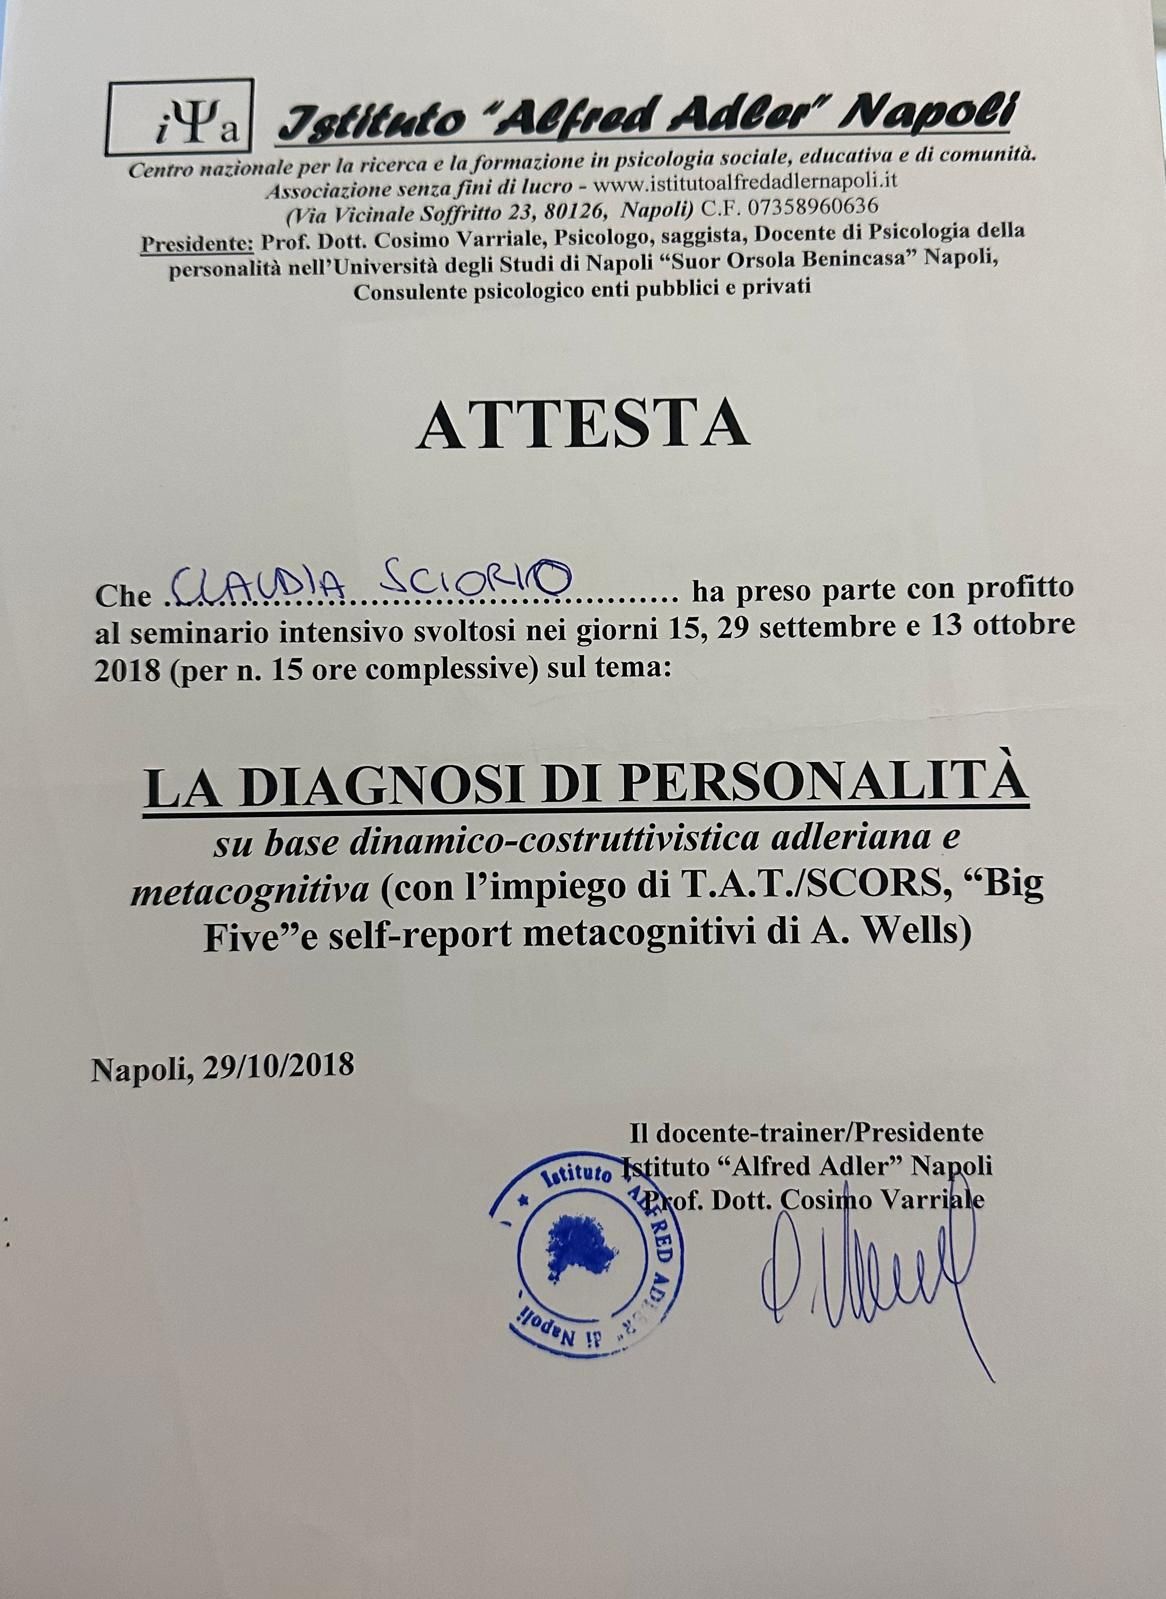 iΨa
Istituto "Alfred Adler" Napoli
Centro nazionale per la ricerca e la formazione in psicologia sociale, educativa e di comunità.
Associazione senza fini di lucro - www.istitutoalfredadlernapoli.it
(Via Vicinale Soffritto 23, 80126, Napoli) C.F. 07358960636
Presidente: Prof. Dott. Cosimo Varriale, Psicologo, saggista, Docente di Psicologia della
personalità nell'Università degli Studi di Napoli "Suor Orsola Benincasa" Napoli,
Consulente psicologico enti pubblici e privati
ATTESTA
Che CLAUDIA SCIORIO ha preso parte con profitto
al seminario intensivo svoltosi nei giorni 15, 29 settembre e 13 ottobre
2018 (per n. 15 ore complessive) sul tema:
LA DIAGNOSI DI PERSONALITÀ
su base dinamico-costruttivistica adleriana e
metacognitiva (con l'impiego di T.A.T./SCORS, "Big
Five"e self-report metacognitivi di A. Wells)
Napoli, 29/10/2018
Il docente-trainer/Presidente
Istituto "Alfred Adler" Napoli
Prof. Dott. Cosimo Varriale
Istituto "ALFRED ADLER" di Napoli